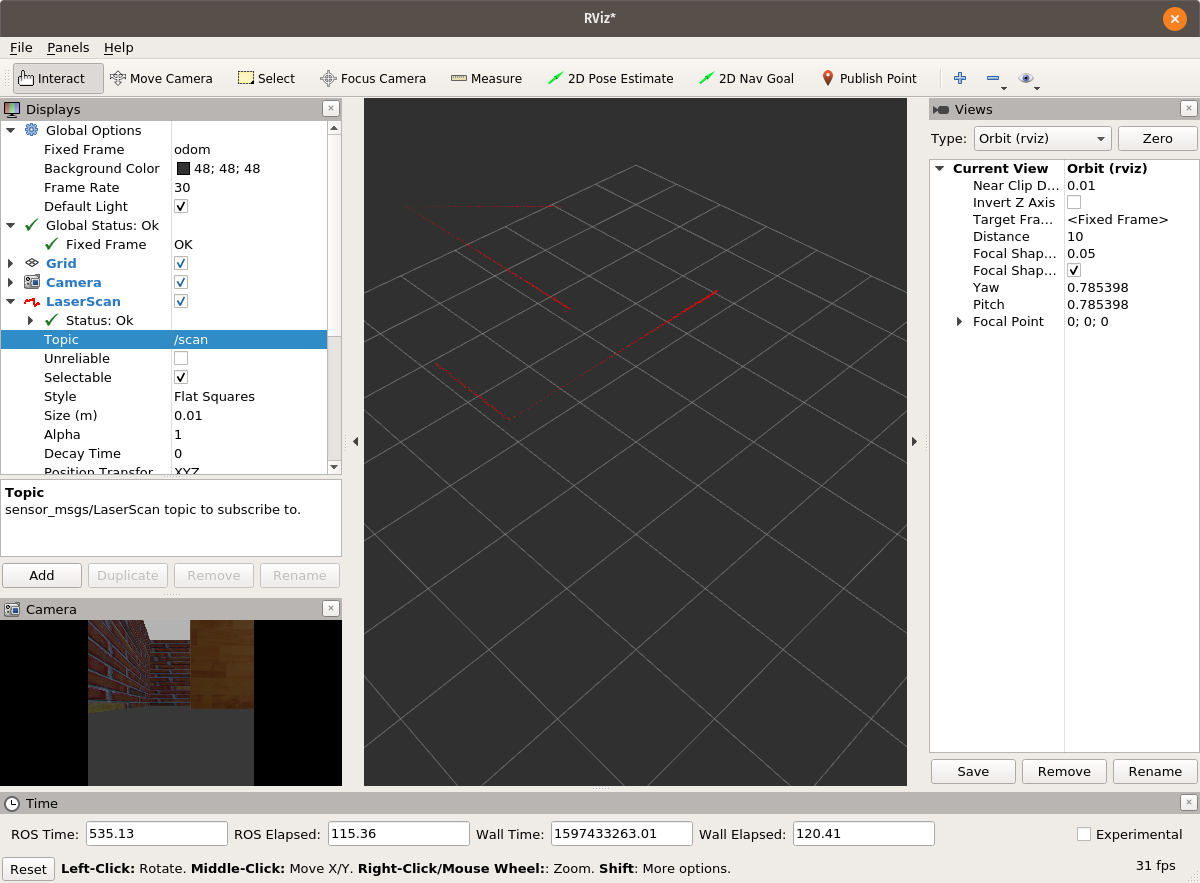 RViz*
File Panels Help
Interact Move Camera Select Focus Camera Measure 2D Pose Estimate 2D Nav Goal Publish Point
Displays
Global Options
Fixed Frame odom
Background Color 48; 48; 48
Frame Rate 30
Default Light
Global Status: Ok
Fixed Frame OK
Grid
Camera
LaserScan
Status: Ok
Topic /scan
Unreliable
Selectable
Style Flat Squares
Size (m) 0.01
Alpha 1
Decay Time 0
Position Transfor XYZ
Topic
sensor_msgs/LaserScan topic to subscribe to.
Add Duplicate Remove Rename
Camera
Views
Type: Orbit (rviz) Zero
Current View Orbit (rviz)
Near Clip D... 0.01
Invert Z Axis
Target Fra... <Fixed Frame>
Distance 10
Focal Shap... 0.05
Focal Shap...
Yaw 0.785398
Pitch 0.785398
Focal Point 0; 0; 0
Save Remove Rename
Time
ROS Time: 535.13 ROS Elapsed: 115.36 Wall Time: 1597433263.01 Wall Elapsed: 120.41 Experimental
Reset Left-Click: Rotate. Middle-Click: Move X/Y. Right-Click/Mouse Wheel:: Zoom. Shift: More options. 31 fps